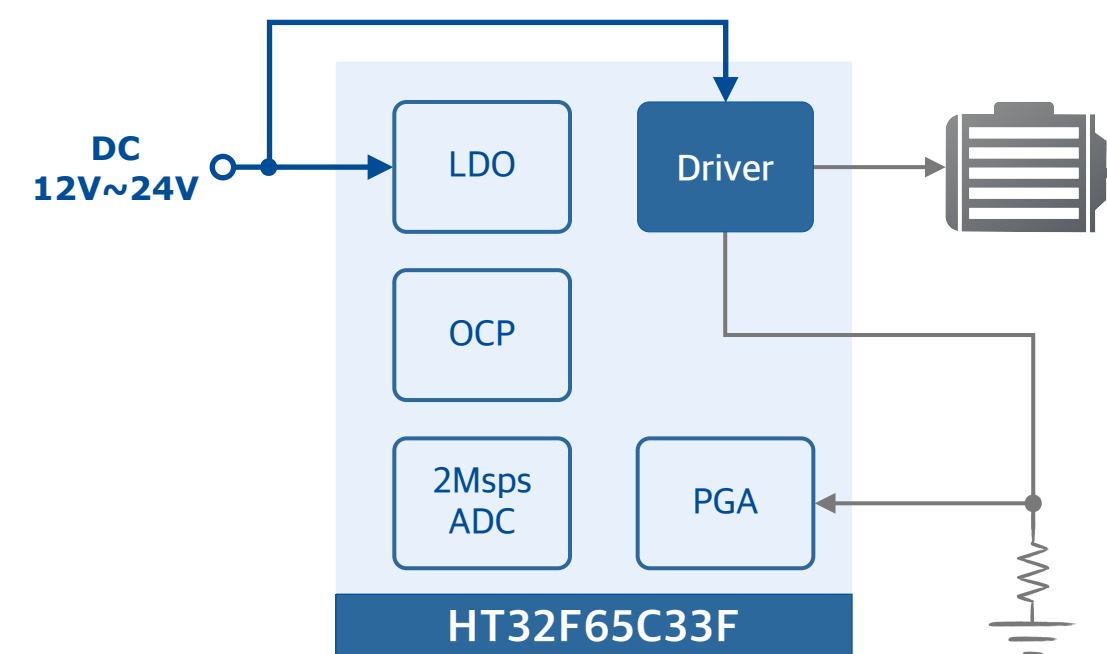 DC
12V~24V
LDO
Driver
OCP
2Msps
ADC
PGA
HT32F65C33F